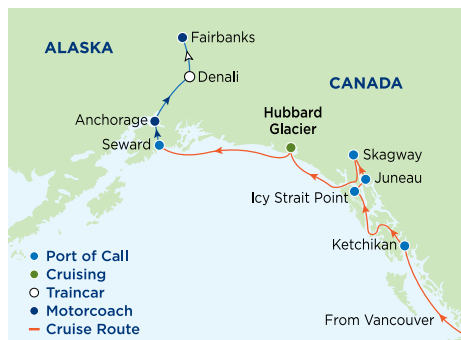 Fairbanks
ALASKA
Denali
CANADA
Hubbard
Glacier
Anchorage
Seward
Skagway
Juneau
Icy Strait Point
Ketchikan
Port of Call
Cruising
Traincar
Motorcoach
Cruise Route
From Vancouver